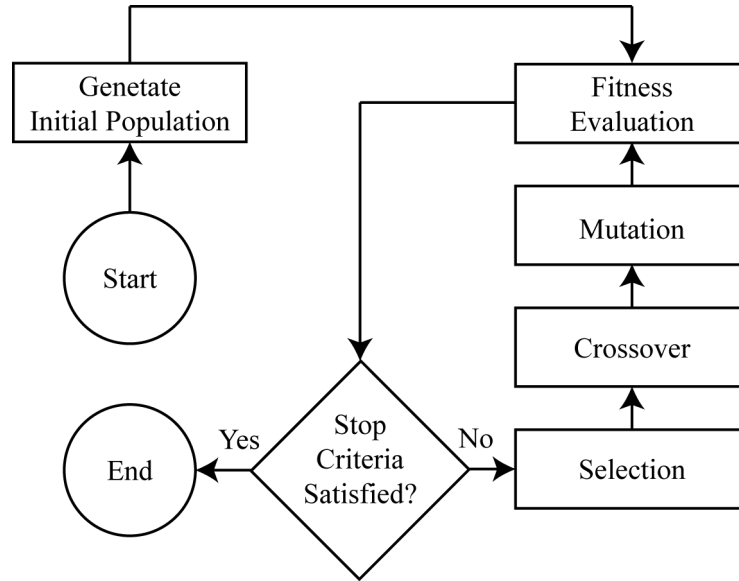 Genetate
Initial Population
Fitness
Evaluation
Mutation
Start
Crossover
Yes
Stop
Criteria
Satisfied?
No
End
Selection